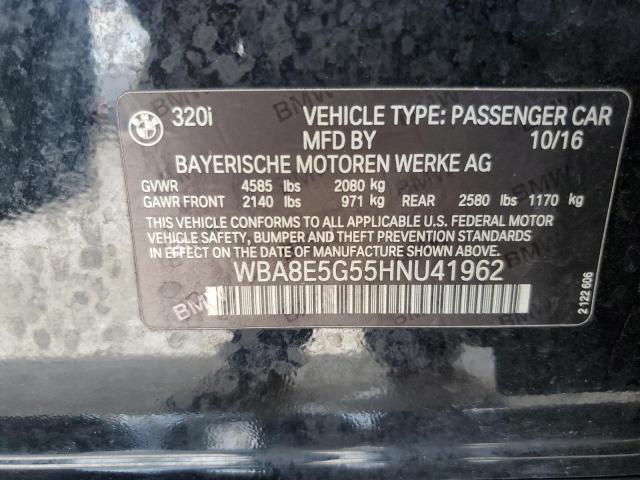 320i VEHICLE TYPE: PASSENGER CAR
MFD BY 10/16
BAYERISCHE MOTOREN WERKE AG
GVWR 4585 lbs 2080 kg
GAWR FRONT 2140 lbs 971 kg REAR 2580 lbs 1170 kg
THIS VEHICLE CONFORMS TO ALL APPLICABLE U.S. FEDERAL MOTOR
VEHICLE SAFETY, BUMPER AND THEFT PREVENTION STANDARDS IN
EFFECT ON THE DATE OF MANUFACTURE SHOWN ABOVE.
WBA8E5G55HNU41962
2 122 606